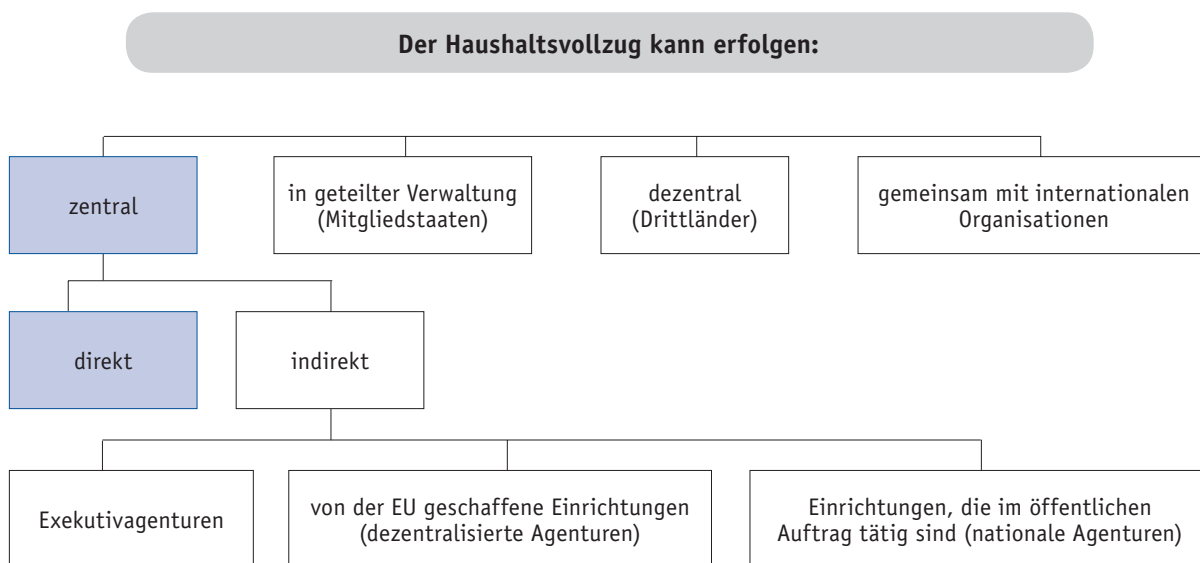 Der Haushaltsvollzug kann erfolgen:
zentral
in geteilter Verwaltung
(Mitgliedstaaten)
dezentral
(Drittländer)
gemeinsam mit internationalen
Organisationen
direkt
indirekt
Exekutivagenturen
von der EU geschaffene Einrichtungen
(dezentralisierte Agenturen)
Einrichtungen, die im öffentlichen
Auftrag tätig sind (nationale Agenturen)